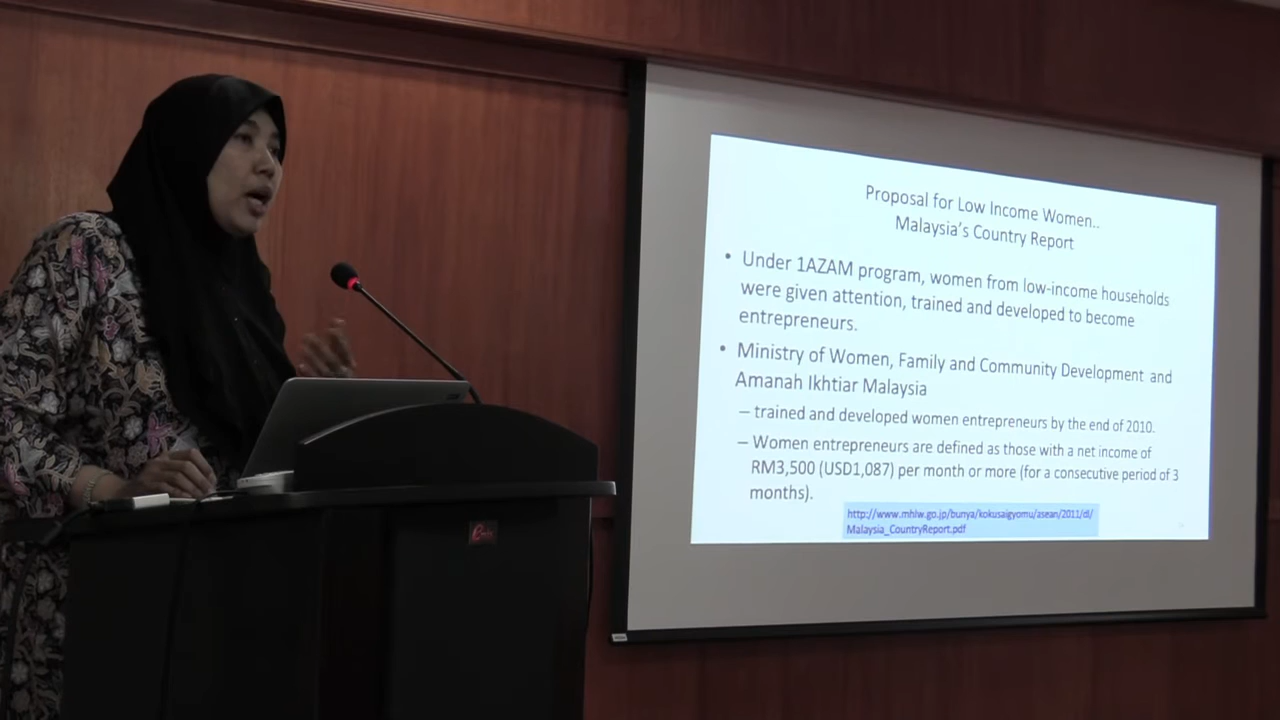 Proposal for Low Income Women..
Malaysia's Country Report
• Under 1AZAM program, women from low-income households
were given attention, trained and developed to become
entrepreneurs.
• Ministry of Women, Family and Community Development and
Amanah Ikhtiar Malaysia
– trained and developed women entrepreneurs by the end of 2010.
– Women entrepreneurs are defined as those with a net income of
RM3,500 (USD1,087) per month or more (for a consecutive period of 3
months).
http://www.mhlw.go.jp/bunya/kokusaigyomu/asean/2011/dl/
Malaysia_CountryReport.pdf